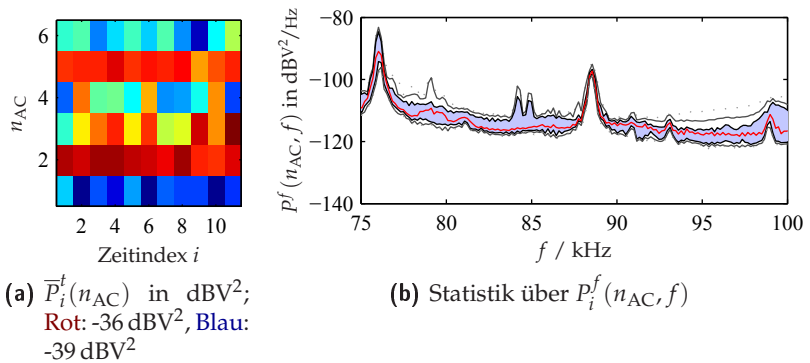 6
4
2
n_AC
2 4 6 8 10
Zeitindex i
(a) P̅_i^t(n_AC) in dBV²;
Rot: -36 dBV², Blau:
-39 dBV²
−80
−100
−120
−140
P^f(n_AC, f) in dBV²/Hz
75 80 85 90 95 100
f / kHz
(b) Statistik über P_i^f(n_AC, f)